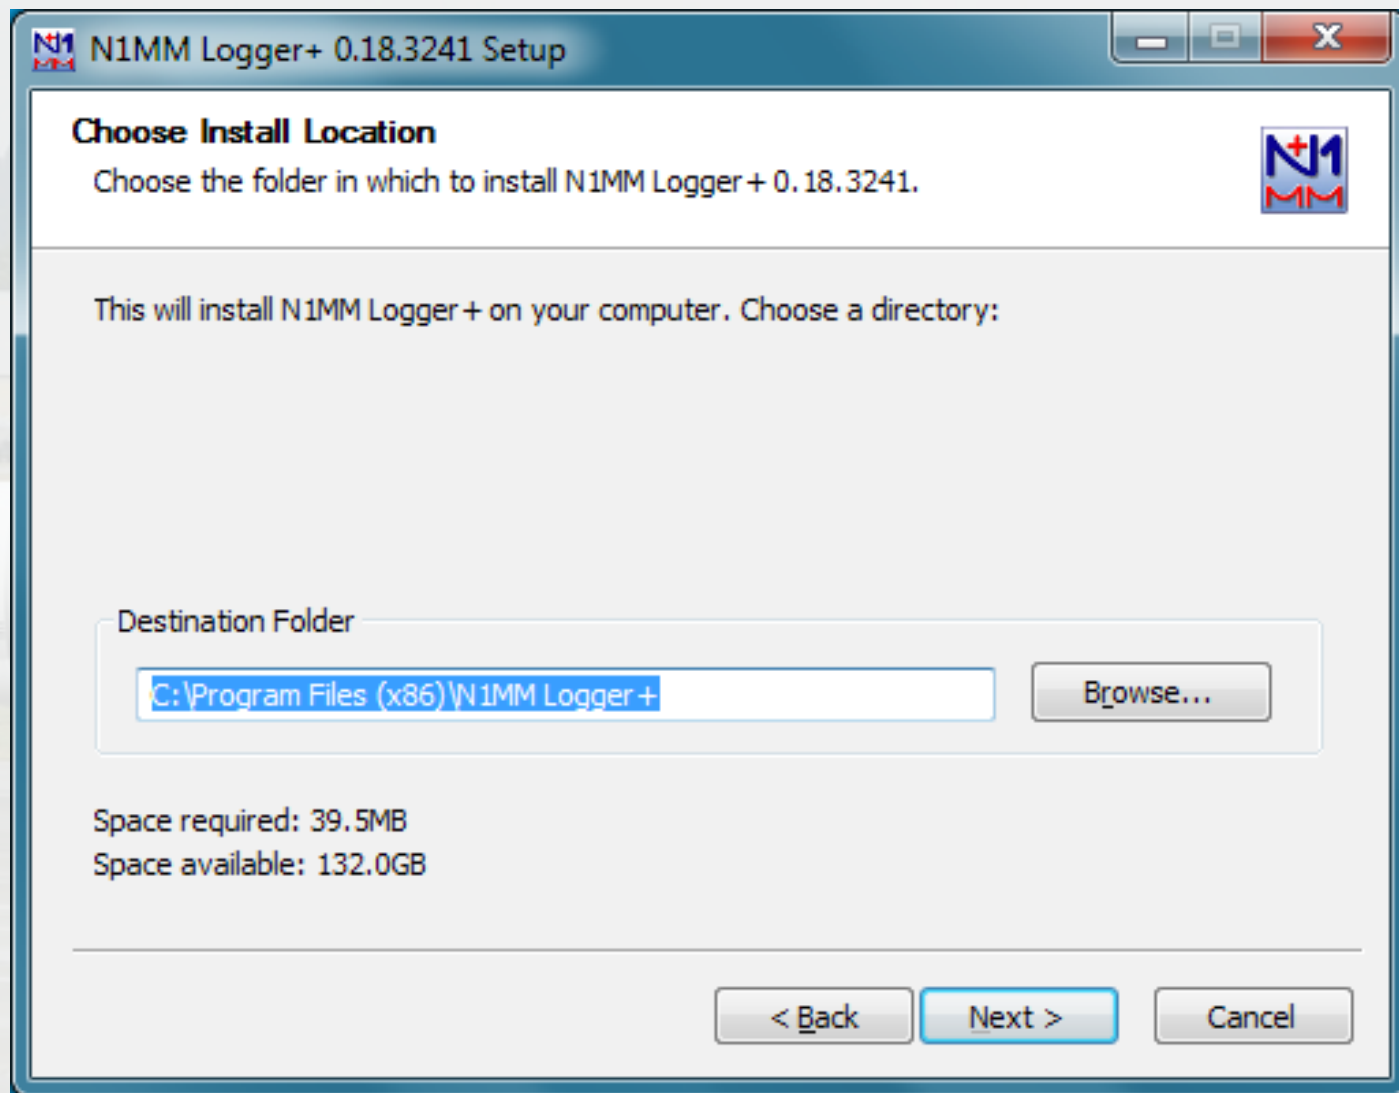 N1MM Logger+ 0.18.3241 Setup
Choose Install Location
Choose the folder in which to install N1MM Logger+ 0.18.3241.
N+1
MM
This will install N1MM Logger+ on your computer. Choose a directory:
Destination Folder
C:\Program Files (x86)\N1MM Logger+
Browse...
Space required: 39.5MB
Space available: 132.0GB
< Back
Next >
Cancel